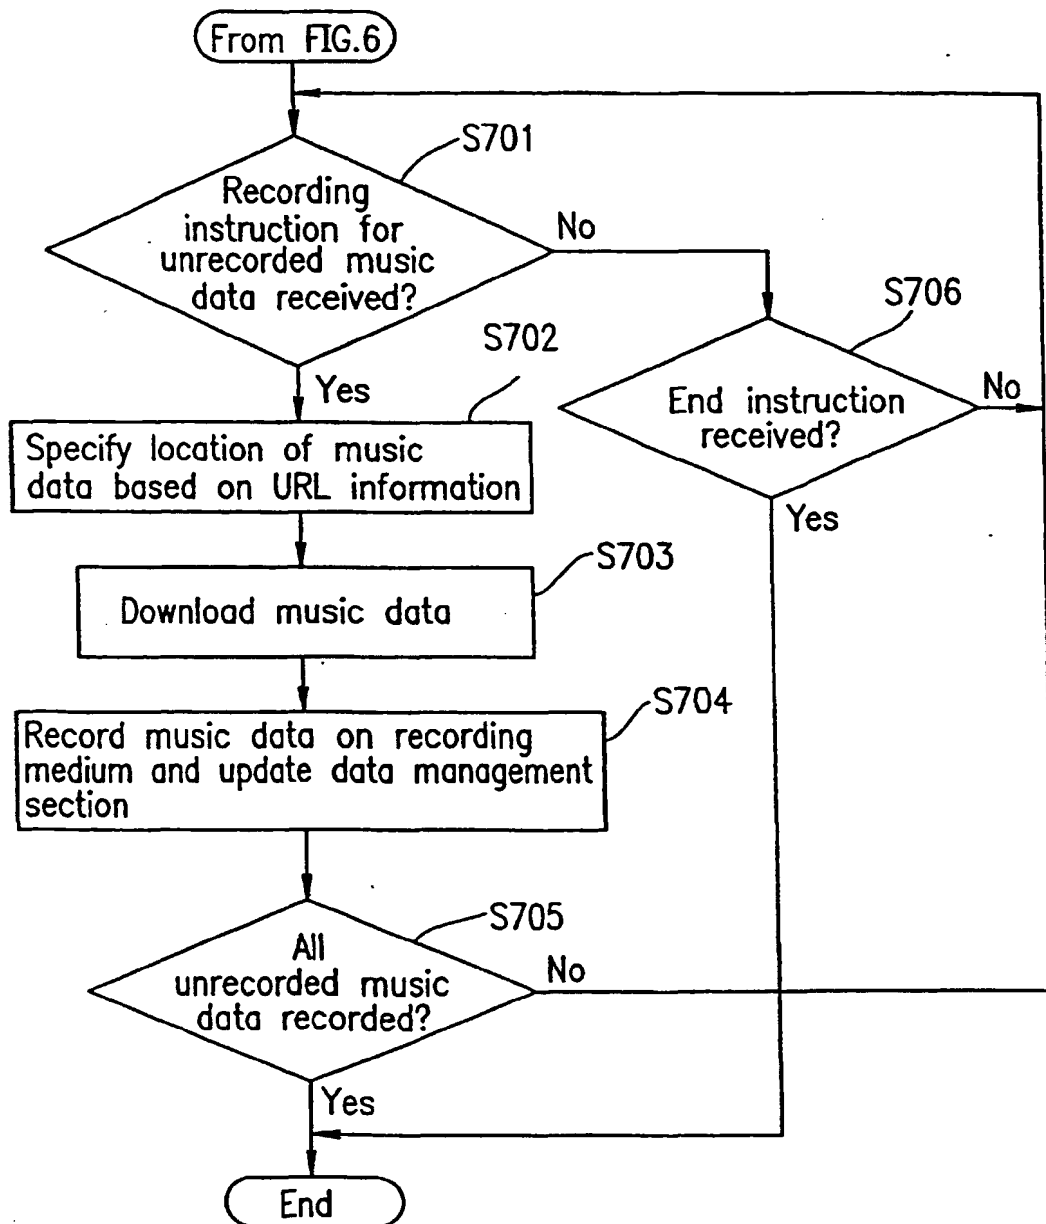 From FIG.6
S701
Recording
instruction for
unrecorded music
data received?
No
S706
S702
Yes
End instruction
received?
No
Specify location of music
data based on URL information
Yes
S703
Download music data
S704
Record music data on recording
medium and update data management
section
S705
All
unrecorded music
data recorded?
No
Yes
End